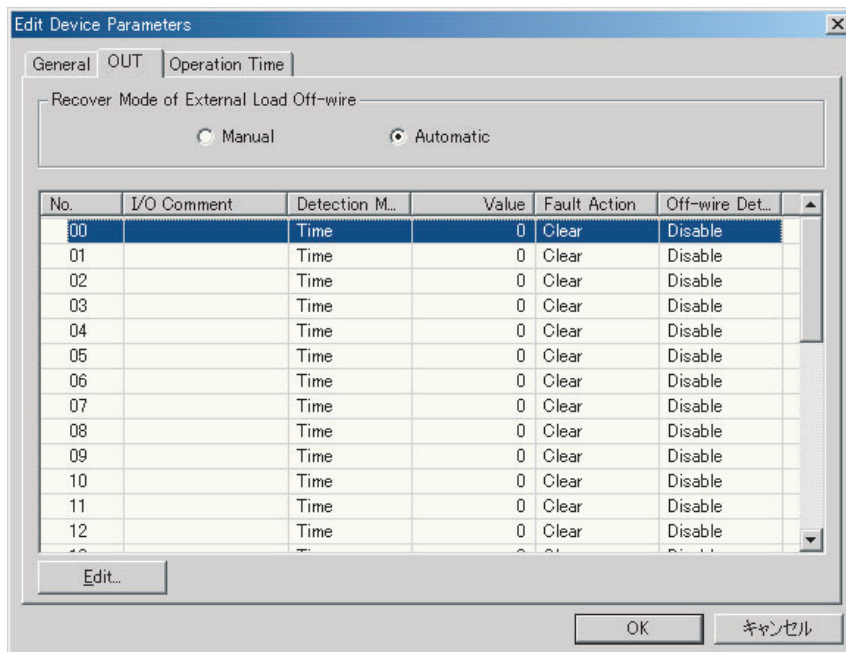 Edit Device Parameters
General OUT Operation Time
Recover Mode of External Load Off-wire
Manual Automatic
No. I/O Comment Detection M... Value Fault Action Off-wire Det...
00 Time 0 Clear Disable
01 Time 0 Clear Disable
02 Time 0 Clear Disable
03 Time 0 Clear Disable
04 Time 0 Clear Disable
05 Time 0 Clear Disable
06 Time 0 Clear Disable
07 Time 0 Clear Disable
08 Time 0 Clear Disable
09 Time 0 Clear Disable
10 Time 0 Clear Disable
11 Time 0 Clear Disable
12 Time 0 Clear Disable
Edit...
OK キャンセル